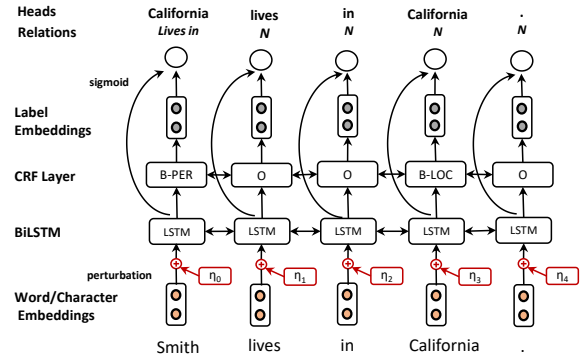 Heads California lives in California .
Relations Lives in N N N N
sigmoid
Label
Embeddings
CRF Layer B-PER O O B-LOC O
BiLSTM LSTM LSTM LSTM LSTM LSTM
perturbation η0 η1 η2 η3 η4
Word/Character
Embeddings
Smith lives in California .